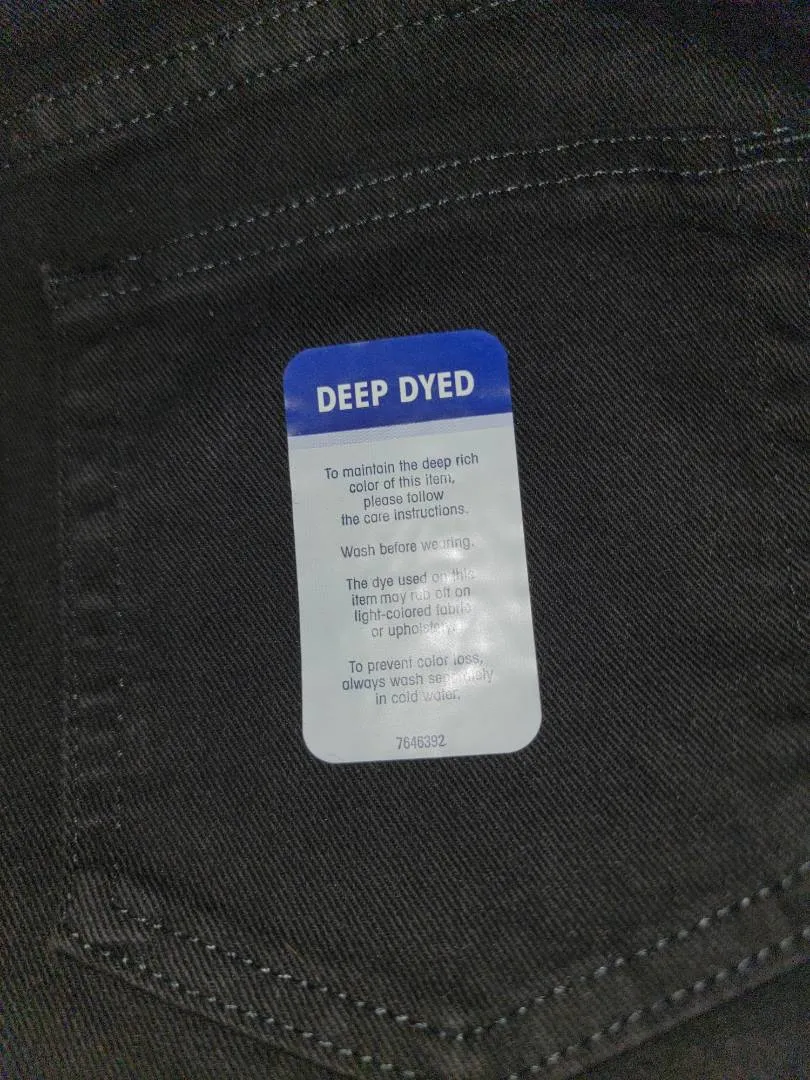 DEEP DYED
To maintain the deep rich
color of this item,
please follow
the care instructions.
Wash before wearing.
The dye used on this
item may rub off on
light-colored fabric
or upholstery.
To prevent color loss,
always wash separately
in cold water.
7646392